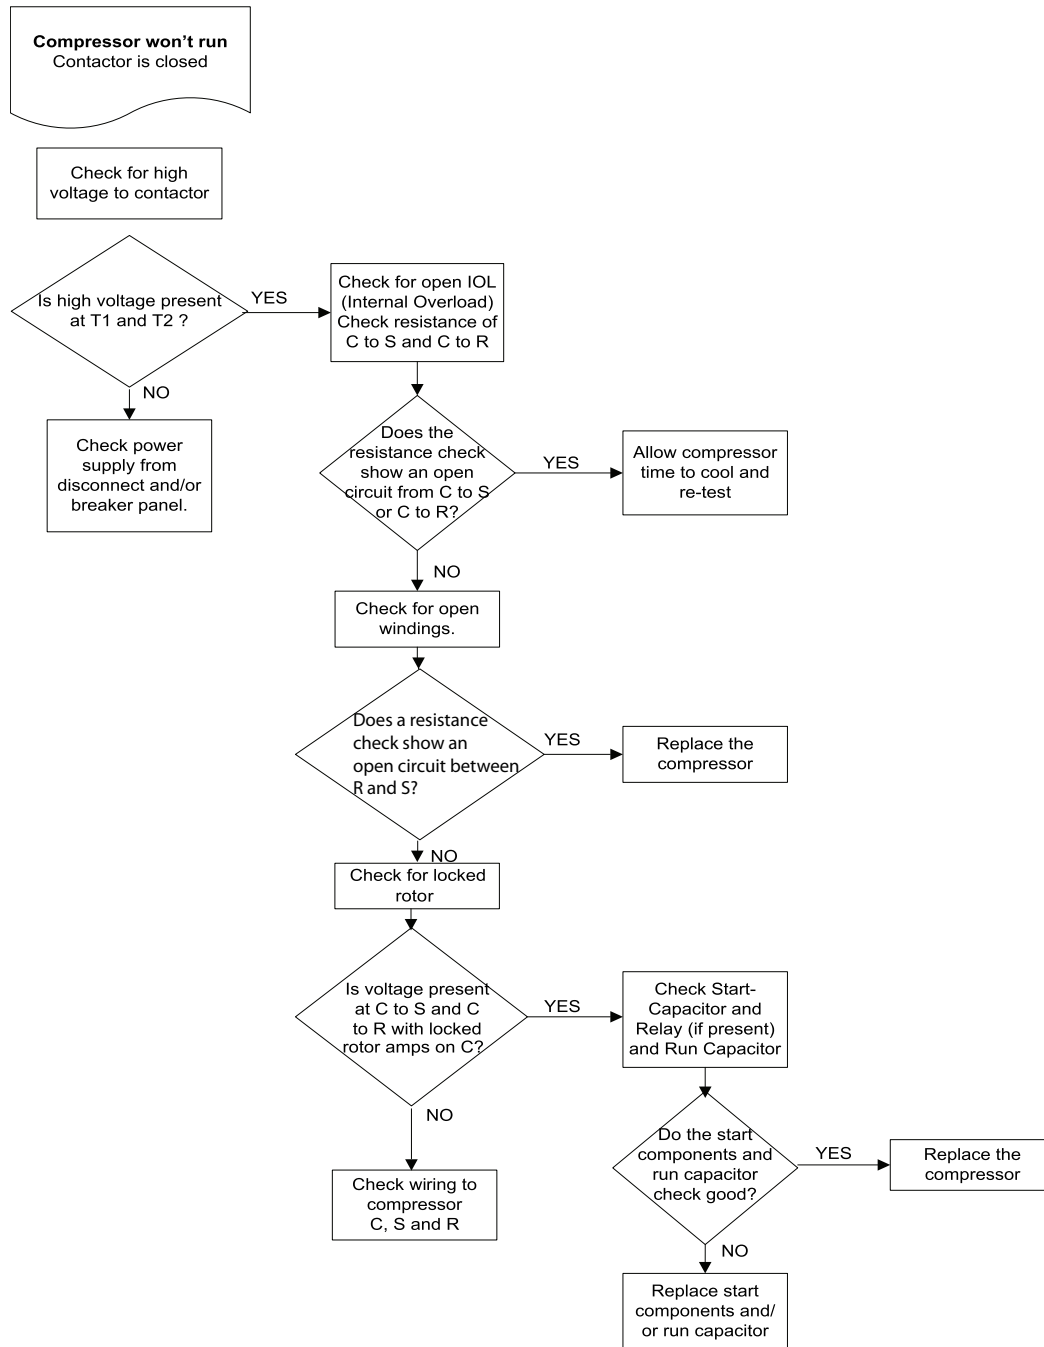 Compressor won't run
Contactor is closed
Check for high
voltage to contactor
Is high voltage present
at T1 and T2 ?
YES
NO
Check power
supply from
disconnect and/or
breaker panel.
Check for open IOL
(Internal Overload)
Check resistance of
C to S and C to R
Does the
resistance check
show an open
circuit from C to S
or C to R?
YES
Allow compressor
time to cool and
re-test
NO
Check for open
windings.
Does a resistance
check show an
open circuit between
R and S?
YES
Replace the
compressor
NO
Check for locked
rotor
Is voltage present
at C to S and C
to R with locked
rotor amps on C?
YES
NO
Check wiring to
compressor
C, S and R
Check Start-
Capacitor and
Relay (if present)
and Run Capacitor
Do the start
components and
run capacitor
check good?
YES
Replace the
compressor
NO
Replace start
components and/
or run capacitor